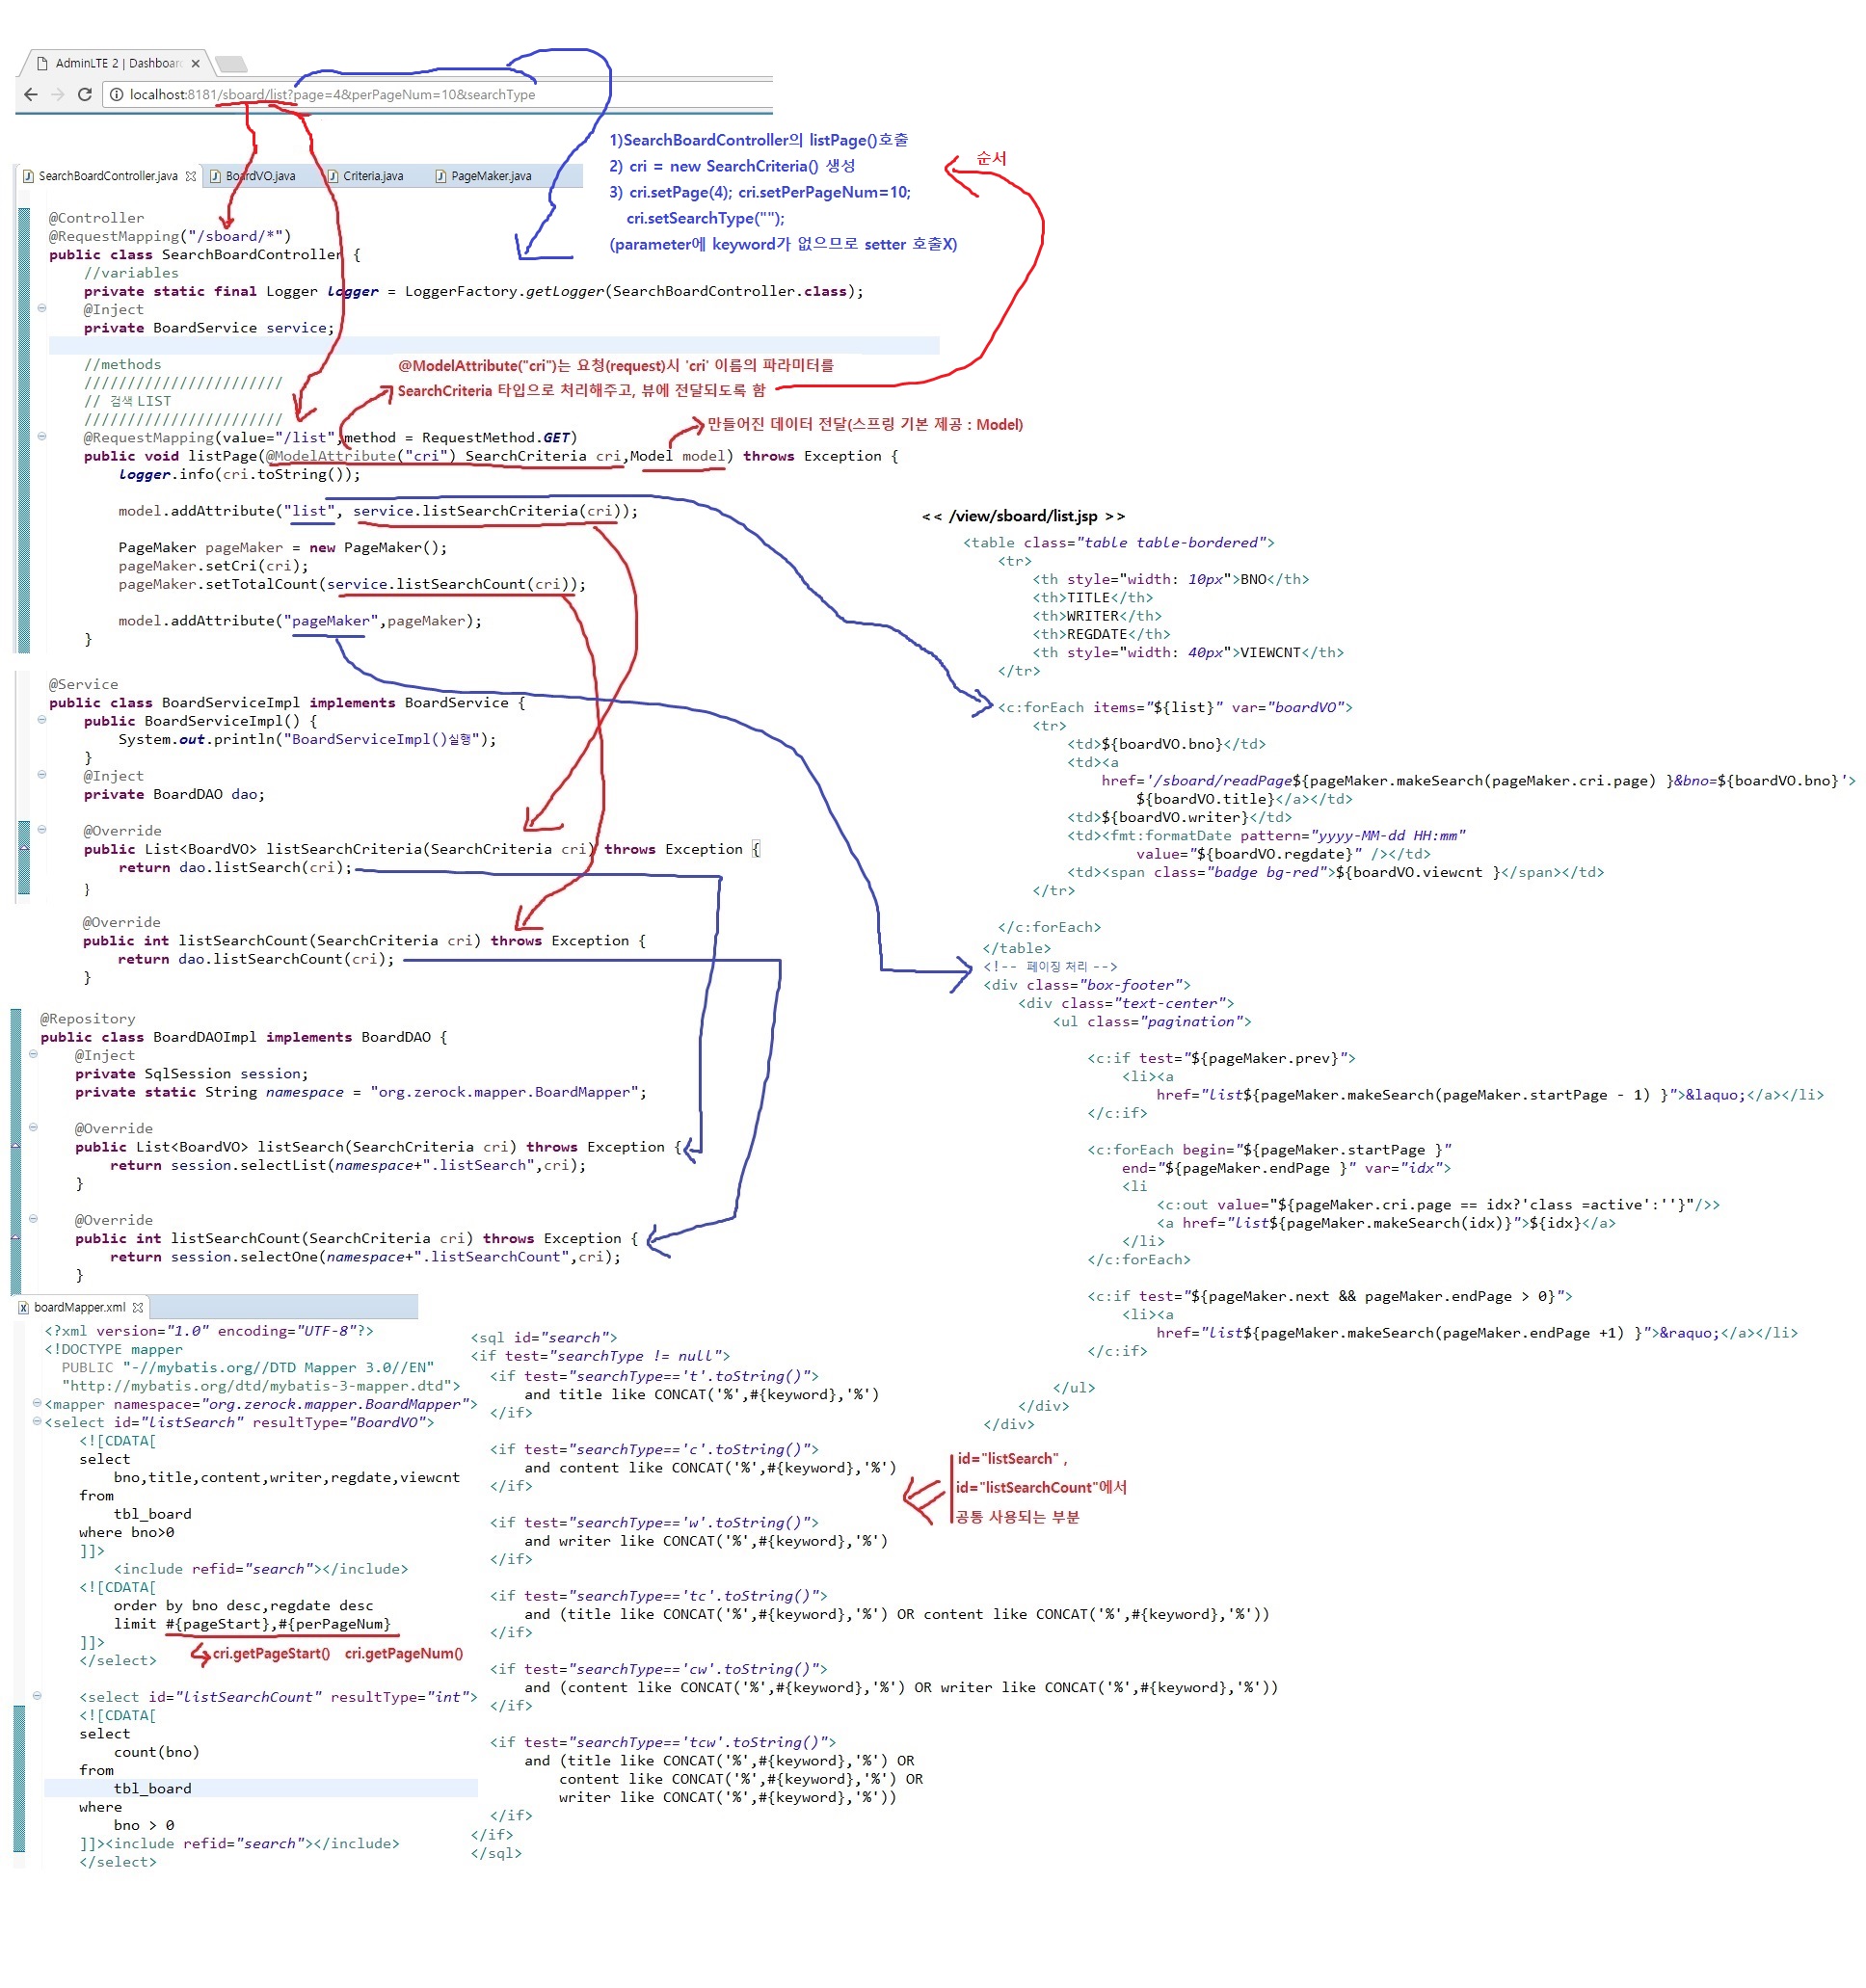 AdminLTE 2 | Dashboard
localhost:8181/sboard/list?page=4&perPageNum=10&searchType
1)SearchBoardController의 listPage()호출
2) cri = new SearchCriteria() 생성
3) cri.setPage(4); cri.setPerPageNum=10;
cri.setSearchType("");
(parameter에 keyword가 없으므로 setter 호출X)
순서
SearchBoardController.java BoardVO.java Criteria.java PageMaker.java
@Controller
@RequestMapping("/sboard/*")
public class SearchBoardController {
//variables
private static final Logger logger = LoggerFactory.getLogger(SearchBoardController.class);
@Inject
private BoardService service;
//methods
///////////////////////
// 검색 LIST
///////////////////////
@ModelAttribute("cri")는 요청(request)시 'cri' 이름의 파라미터를
SearchCriteria 타입으로 처리해주고, 뷰에 전달되도록 함
만들어진 데이터 전달(스프링 기본 제공 : Model)
@RequestMapping(value="/list",method = RequestMethod.GET)
public void listPage(@ModelAttribute("cri") SearchCriteria cri,Model model) throws Exception {
logger.info(cri.toString());
model.addAttribute("list", service.listSearchCriteria(cri));
PageMaker pageMaker = new PageMaker();
pageMaker.setCri(cri);
pageMaker.setTotalCount(service.listSearchCount(cri));
model.addAttribute("pageMaker",pageMaker);
}
@Service
public class BoardServiceImpl implements BoardService {
public BoardServiceImpl() {
System.out.println("BoardServiceImpl()실행");
}
@Inject
private BoardDAO dao;
@Override
public List<BoardVO> listSearchCriteria(SearchCriteria cri) throws Exception {
return dao.listSearch(cri);
}
@Override
public int listSearchCount(SearchCriteria cri) throws Exception {
return dao.listSearchCount(cri);
}
@Repository
public class BoardDAOImpl implements BoardDAO {
@Inject
private SqlSession session;
private static String namespace = "org.zerock.mapper.BoardMapper";
@Override
public List<BoardVO> listSearch(SearchCriteria cri) throws Exception {
return session.selectList(namespace+".listSearch",cri);
}
@Override
public int listSearchCount(SearchCriteria cri) throws Exception {
return session.selectOne(namespace+".listSearchCount",cri);
}
boardMapper.xml
<?xml version="1.0" encoding="UTF-8"?>
<!DOCTYPE mapper
PUBLIC "-//mybatis.org//DTD Mapper 3.0//EN"
"http://mybatis.org/dtd/mybatis-3-mapper.dtd">
<mapper namespace="org.zerock.mapper.BoardMapper">
<select id="listSearch" resultType="BoardVO">
<![CDATA[
select
bno,title,content,writer,regdate,viewcnt
from
tbl_board
where bno>0
]]>
<include refid="search"></include>
<![CDATA[
order by bno desc,regdate desc
limit #{pageStart},#{perPageNum}
]]>
cri.getPageStart() cri.getPageNum()
</select>
<select id="listSearchCount" resultType="int">
<![CDATA[
select
count(bno)
from
tbl_board
where
bno > 0
]]><include refid="search"></include>
</select>
<sql id="search">
<if test="searchType != null">
<if test="searchType=='t'.toString()">
and title like CONCAT('%',#{keyword},'%')
</if>
<if test="searchType=='c'.toString()">
and content like CONCAT('%',#{keyword},'%')
</if>
<if test="searchType=='w'.toString()">
and writer like CONCAT('%',#{keyword},'%')
</if>
<if test="searchType=='tc'.toString()">
and (title like CONCAT('%',#{keyword},'%') OR content like CONCAT('%',#{keyword},'%'))
</if>
<if test="searchType=='cw'.toString()">
and (content like CONCAT('%',#{keyword},'%') OR writer like CONCAT('%',#{keyword},'%'))
</if>
<if test="searchType=='tcw'.toString()">
and (title like CONCAT('%',#{keyword},'%') OR
content like CONCAT('%',#{keyword},'%') OR
writer like CONCAT('%',#{keyword},'%'))
</if>
</if>
</sql>
id="listSearch" ,
id="listSearchCount"에서
공통 사용되는 부분
<< /view/sboard/list.jsp >>
<table class="table table-bordered">
<tr>
<th style="width: 10px">BNO</th>
<th>TITLE</th>
<th>WRITER</th>
<th>REGDATE</th>
<th style="width: 40px">VIEWCNT</th>
</tr>
<c:forEach items="${list}" var="boardVO">
<tr>
<td>${boardVO.bno}</td>
<td><a
href='/sboard/readPage${pageMaker.makeSearch(pageMaker.cri.page) }&bno=${boardVO.bno}'>
${boardVO.title}</a></td>
<td>${boardVO.writer}</td>
<td><fmt:formatDate pattern="yyyy-MM-dd HH:mm"
value="${boardVO.regdate}" /></td>
<td><span class="badge bg-red">${boardVO.viewcnt }</span></td>
</tr>
</c:forEach>
</table>
<!-- 페이징 처리 -->
<div class="box-footer">
<div class="text-center">
<ul class="pagination">
<c:if test="${pageMaker.prev}">
<li><a
href="list${pageMaker.makeSearch(pageMaker.startPage - 1) }">&laquo;</a></li>
</c:if>
<c:forEach begin="${pageMaker.startPage }"
end="${pageMaker.endPage }" var="idx">
<li
<c:out value="${pageMaker.cri.page == idx?'class =active':''}"/>>
<a href="list${pageMaker.makeSearch(idx)}">${idx}</a>
</li>
</c:forEach>
<c:if test="${pageMaker.next && pageMaker.endPage > 0}">
<li><a
href="list${pageMaker.makeSearch(pageMaker.endPage +1) }">&raquo;</a></li>
</c:if>
</ul>
</div>
</div>